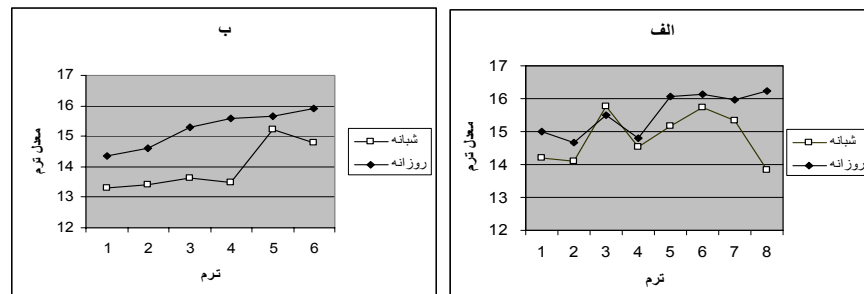 الف
17
16
15
14
13
12
معدل ترم
1 2 3 4 5 6 7 8
ترم
شبانه
روزانه
ب
17
16
15
14
13
12
معدل ترم
1 2 3 4 5 6
ترم
شبانه
روزانه